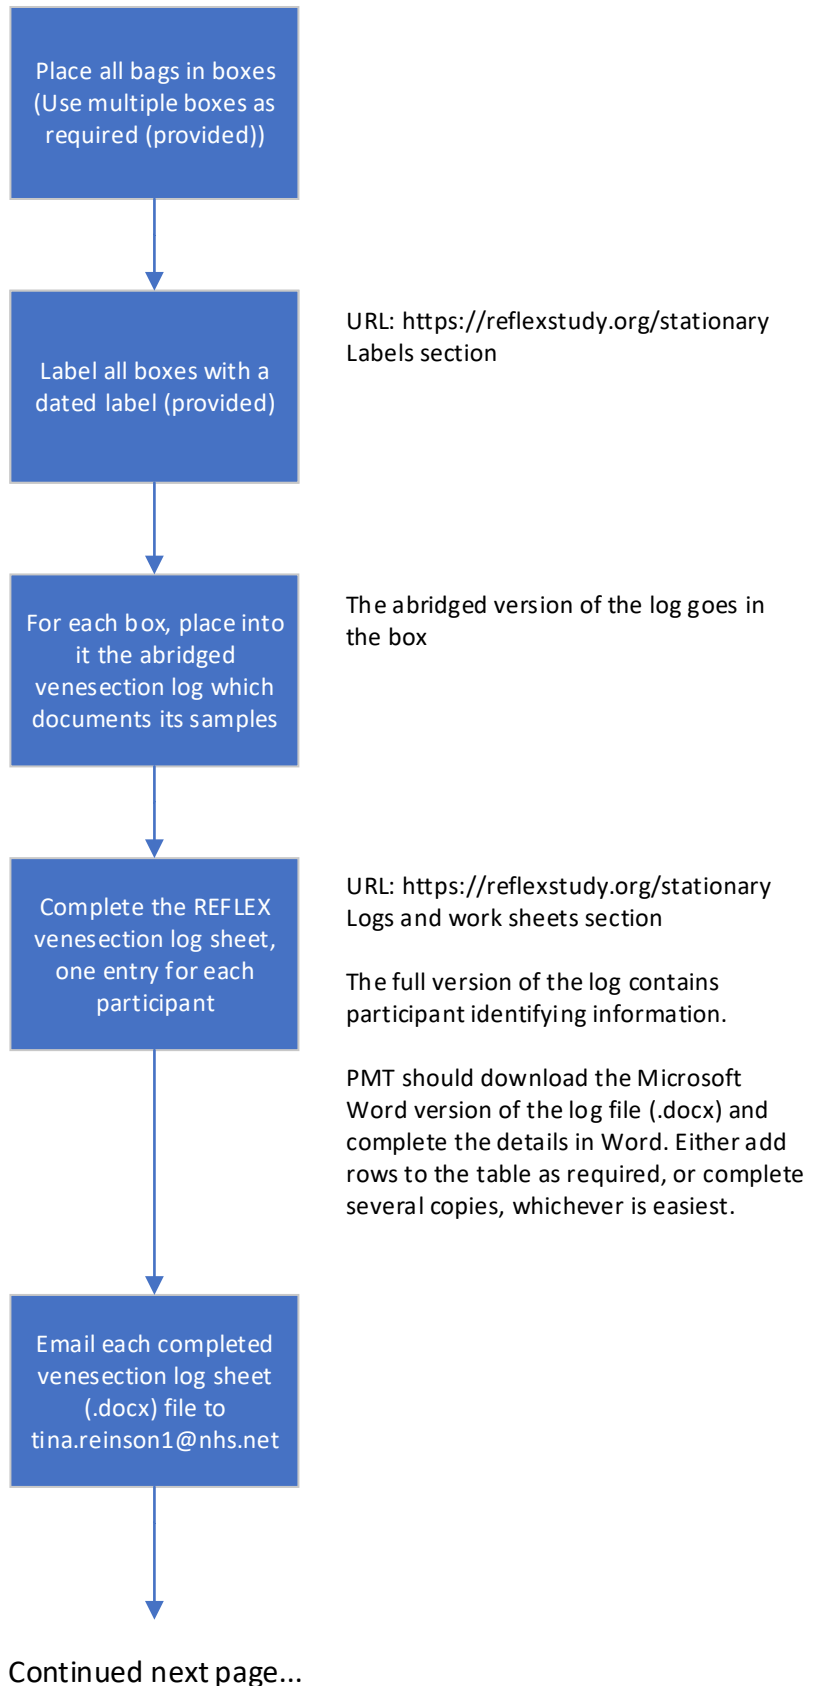 Place all bags in boxes
(Use multiple boxes as
required (provided))
Label all boxes with a
dated label (provided)
URL: https://reflexstudy.org/stationary
Labels section
For each box, place into
it the abridged
venesection log which
documents its samples
The abridged version of the log goes in
the box
Complete the REFLEX
venesection log sheet,
one entry for each
participant
URL: https://reflexstudy.org/stationary
Logs and work sheets section
The full version of the log contains
participant identifying information.
PMT should download the Microsoft
Word version of the log file (.docx) and
complete the details in Word. Either add
rows to the table as required, or complete
several copies, whichever is easiest.
Email each completed
venesection log sheet
(.docx) file to
tina.reinson1@nhs.net
Continued next page...